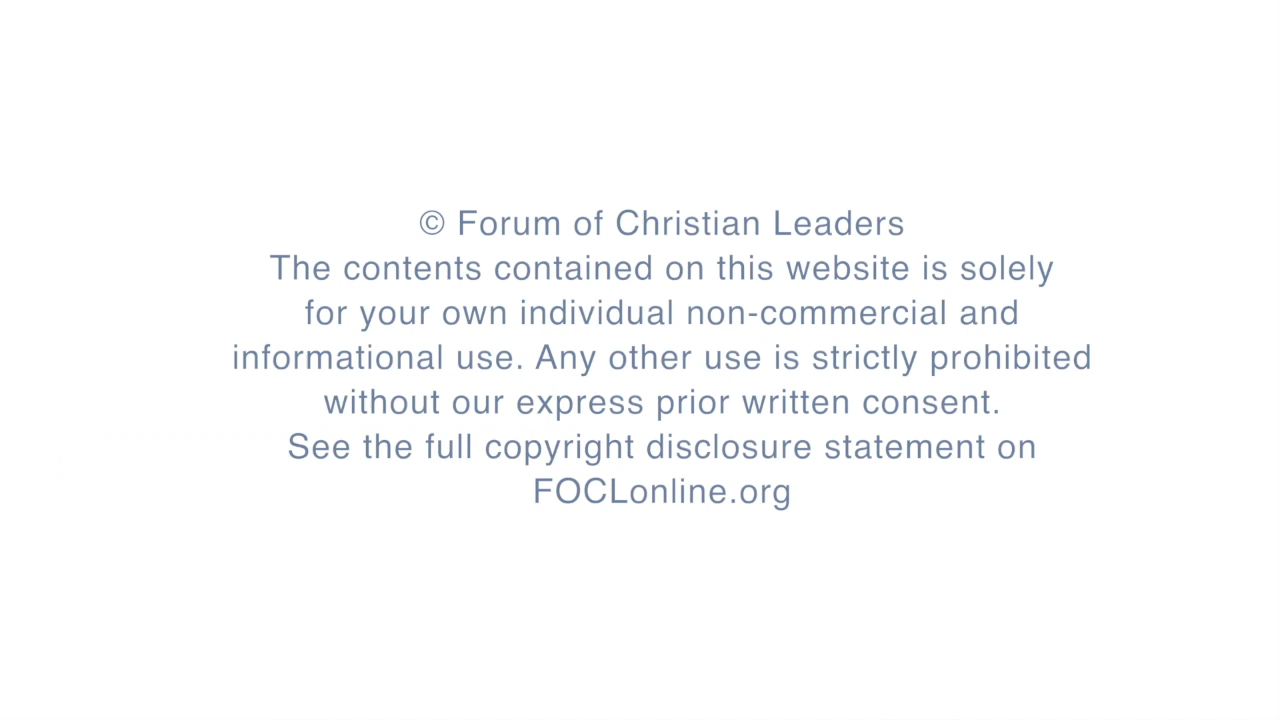 © Forum of Christian Leaders
The contents contained on this website is solely
for your own individual non-commercial and
informational use. Any other use is strictly prohibited
without our express prior written consent.
See the full copyright disclosure statement on
FOCLonline.org